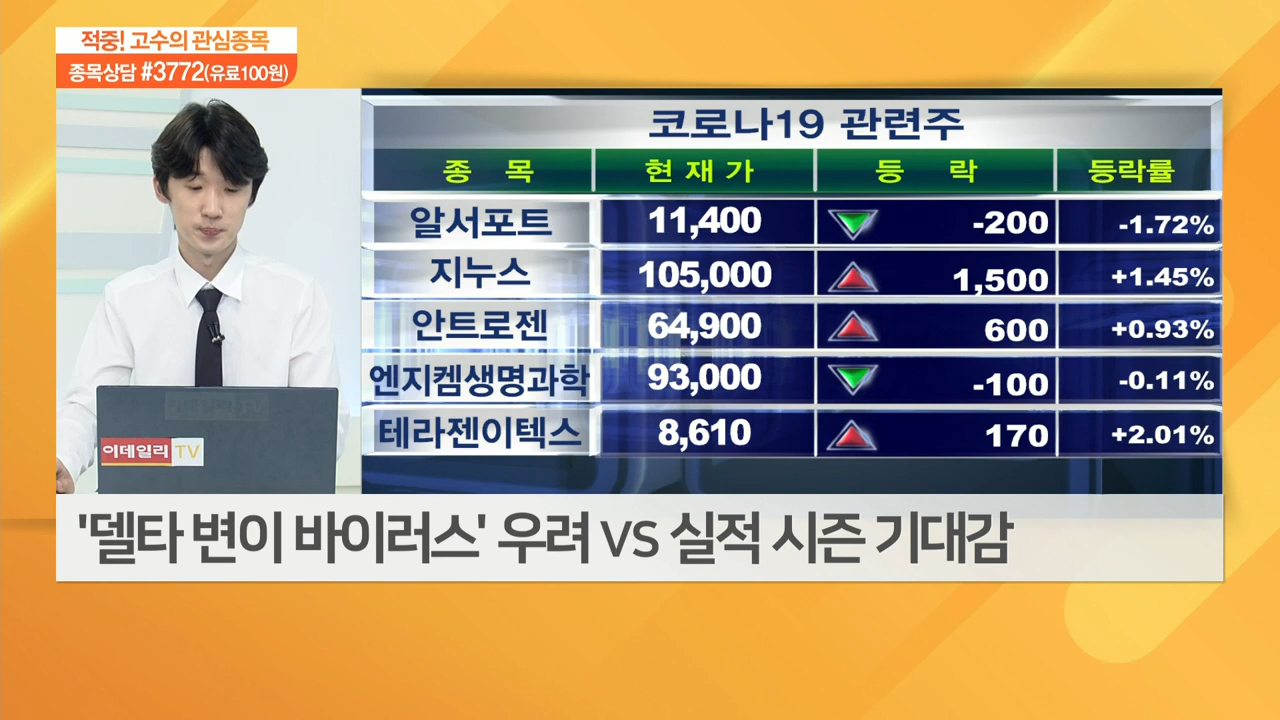 적중! 고수의 관심종목
종목상담 #3772(유료100원)
코로나19 관련주
종 목 현 재 가 등 락 등락률
알서포트 11,400 -200 -1.72%
지누스 105,000 1,500 +1.45%
안트로젠 64,900 600 +0.93%
엔지켐생명과학 93,000 -100 -0.11%
테라젠이텍스 8,610 170 +2.01%
이데일리 TV
이데일리TV
'델타 변이 바이러스' 우려 vs 실적 시즌 기대감